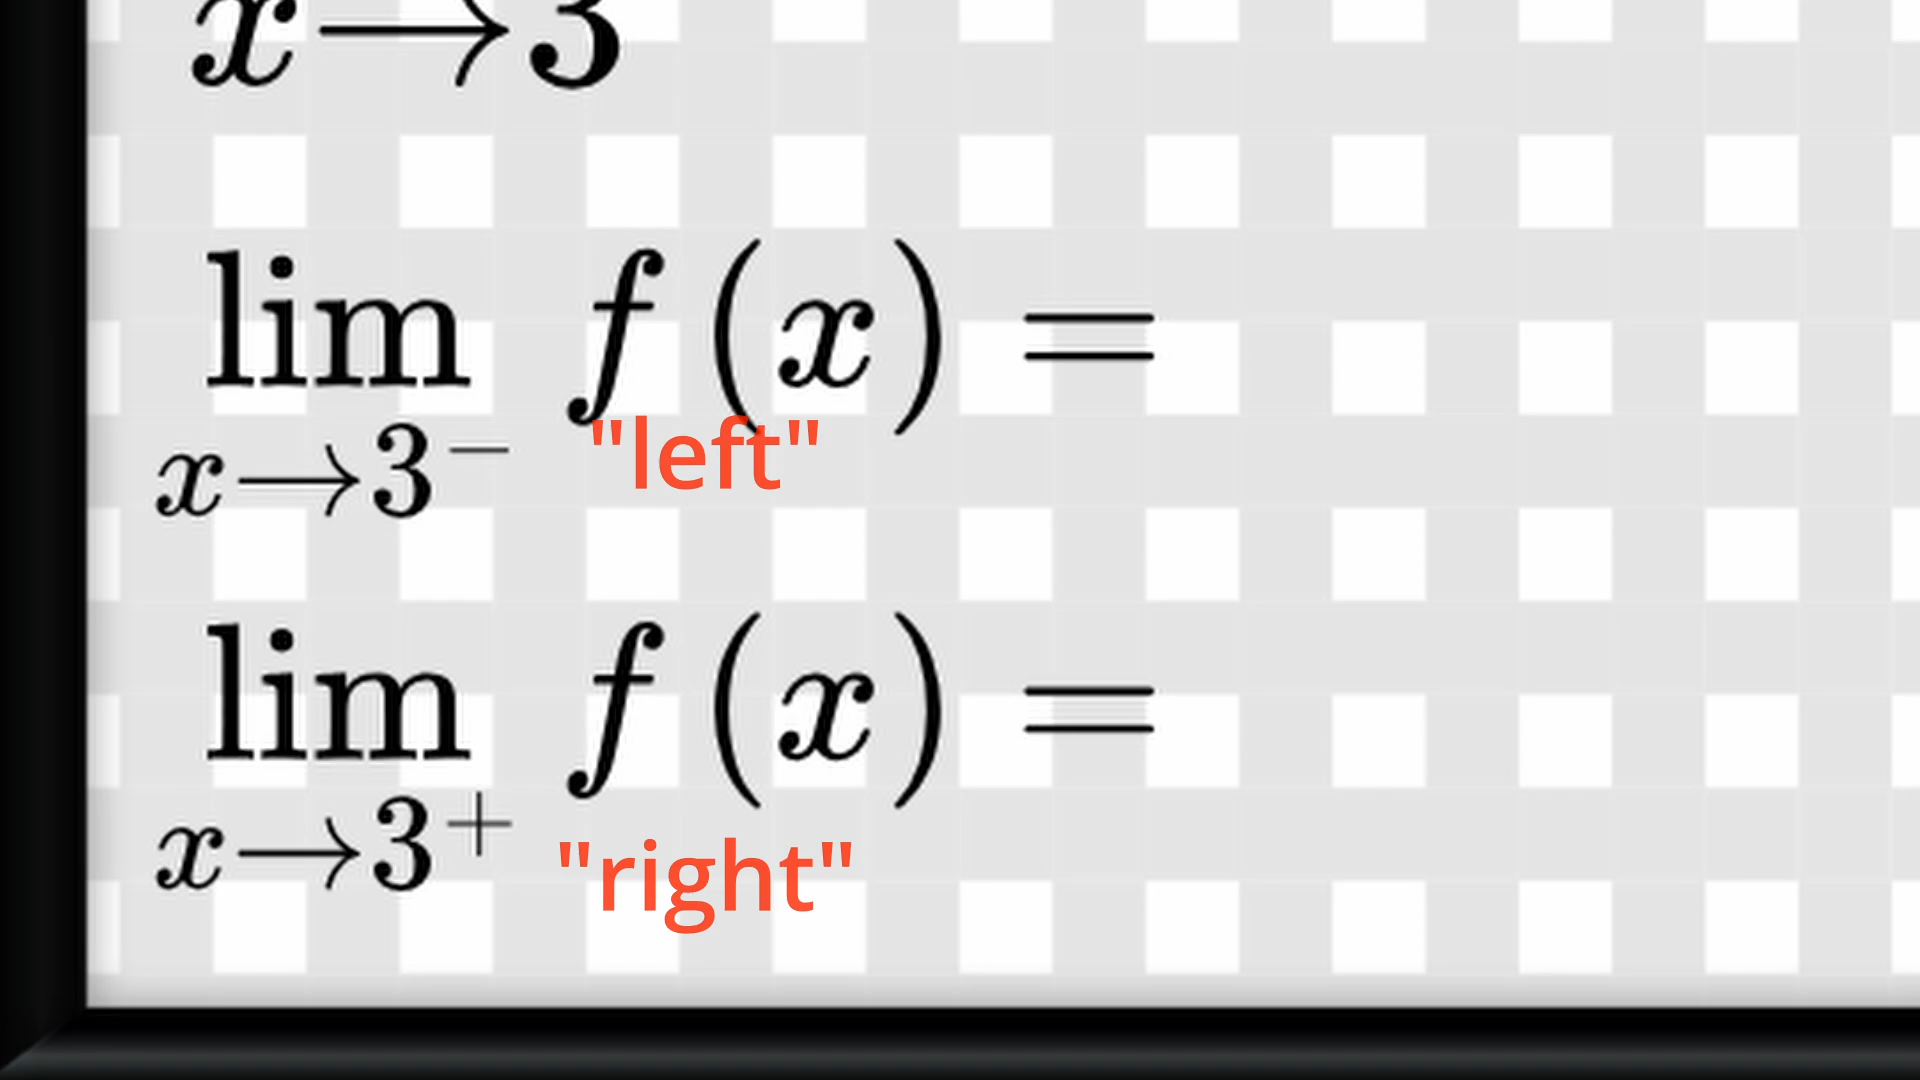 x→3
lim f(x) =
x→3⁻ "left"
lim f(x) =
x→3⁺ "right"